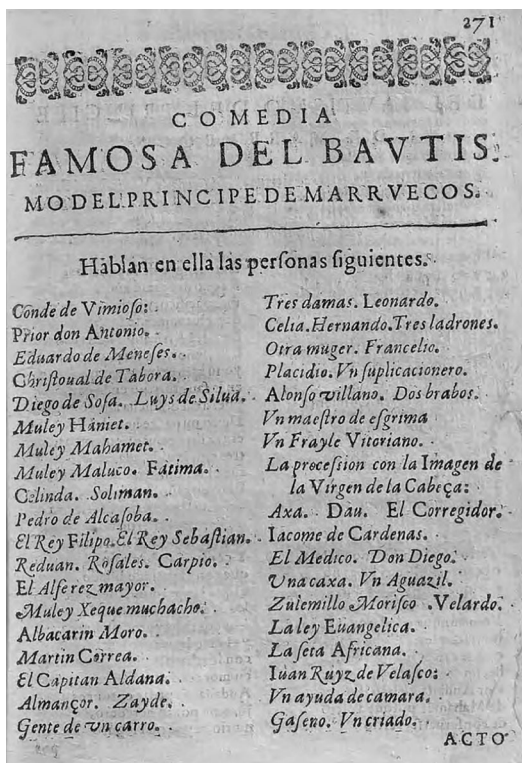 271
COMEDIA
FAMOSA DEL BAVTIS-
MO DEL PRINCIPE DE MARRVECOS.
Hablan en ella las perſonas ſiguientes.
Conde de Vimioſo.
Prior don Antonio.
Eduardo de Meneſes.
Chriſtoual de Tabora.
Diego de Soſa. Luys de Silua.
Muley Hamet.
Muley Mahamet.
Muley Maluco. Fatima.
Celinda. Soliman.
Pedro de Alcaſoba.
El Rey Filipo. El Rey Sebaſtian.
Reduan. Roſales. Carpio.
El Alferez mayor.
Muley Xeque muchacho.
Albacarin Moro.
Martin Correa.
El Capitan Aldana.
Almançor. Zayde.
Gente de vn carro.
Tres damas. Leonardo.
Celia. Hernando. Tres ladrones.
Otra muger. Francelio.
Placidio. Vn ſuplicacionero.
Alonſo villano. Dos brabos.
Vn maeſtro de eſgrima
Vn Frayle Vitoriano.
La proceſsion con la Imagen de
la Virgen de la Cabeça:
Axa. Dau. El Corregidor.
Iacome de Cardenas.
El Medico. Don Diego.
Vna caxa. Vn Aguazil.
Zulemillo Moriſco. Velardo.
La ley Euangelica.
La ſeta Africana.
Iuan Ruyz de Velaſco:
Vn ayuda de camara.
Gaſeno. Vn criado.
ACTO